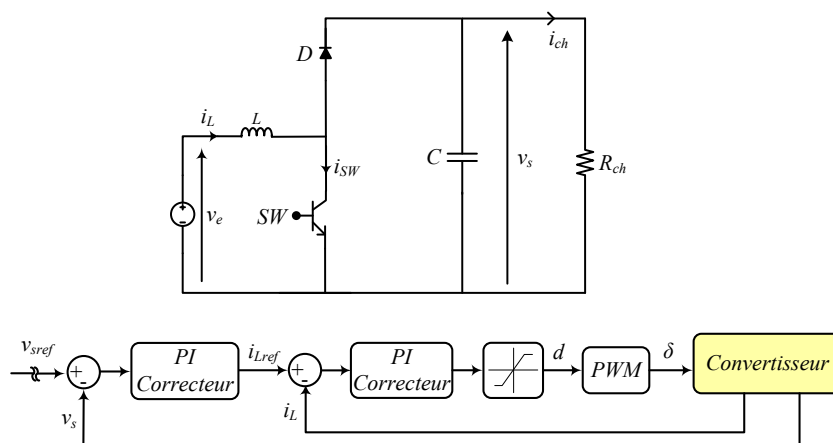 D
i_ch
i_L
L
i_SW
C
v_s
R_ch
v_e
SW
v_sref
PI
Correcteur
i_Lref
PI
Correcteur
d
PWM
δ
Convertisseur
v_s
i_L